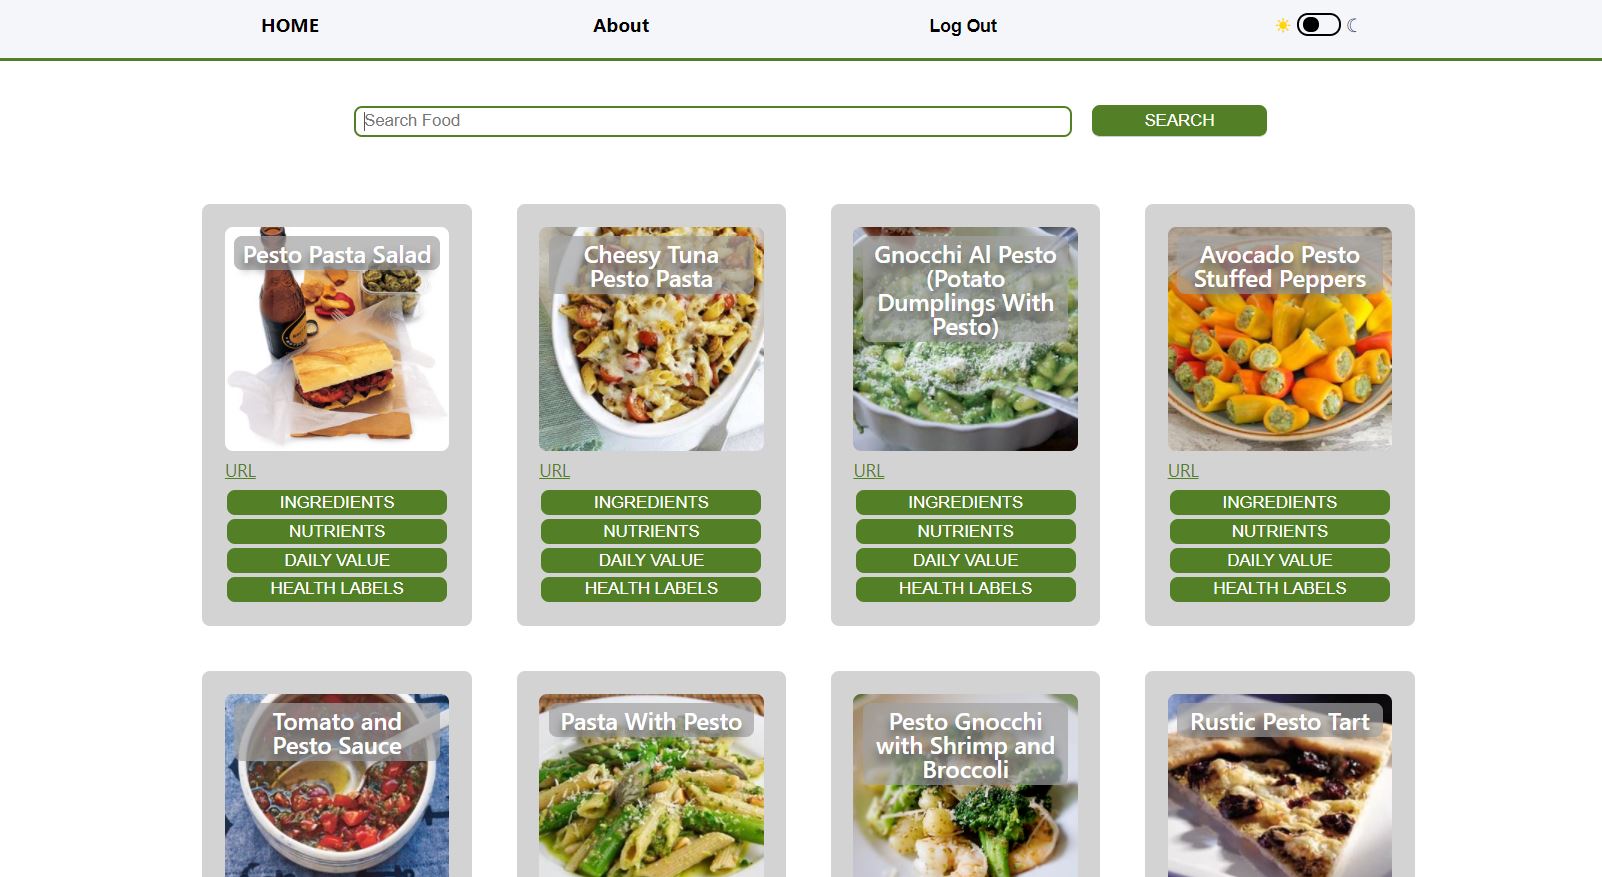 HOME
About
Log Out
Search Food
SEARCH
Pesto Pasta Salad
URL
INGREDIENTS
NUTRIENTS
DAILY VALUE
HEALTH LABELS
Cheesy Tuna
Pesto Pasta
URL
INGREDIENTS
NUTRIENTS
DAILY VALUE
HEALTH LABELS
Gnocchi Al Pesto
(Potato
Dumplings With
Pesto)
URL
INGREDIENTS
NUTRIENTS
DAILY VALUE
HEALTH LABELS
Avocado Pesto
Stuffed Peppers
URL
INGREDIENTS
NUTRIENTS
DAILY VALUE
HEALTH LABELS
Tomato and
Pesto Sauce
Pasta With Pesto
Pesto Gnocchi
with Shrimp and
Broccoli
Rustic Pesto Tart